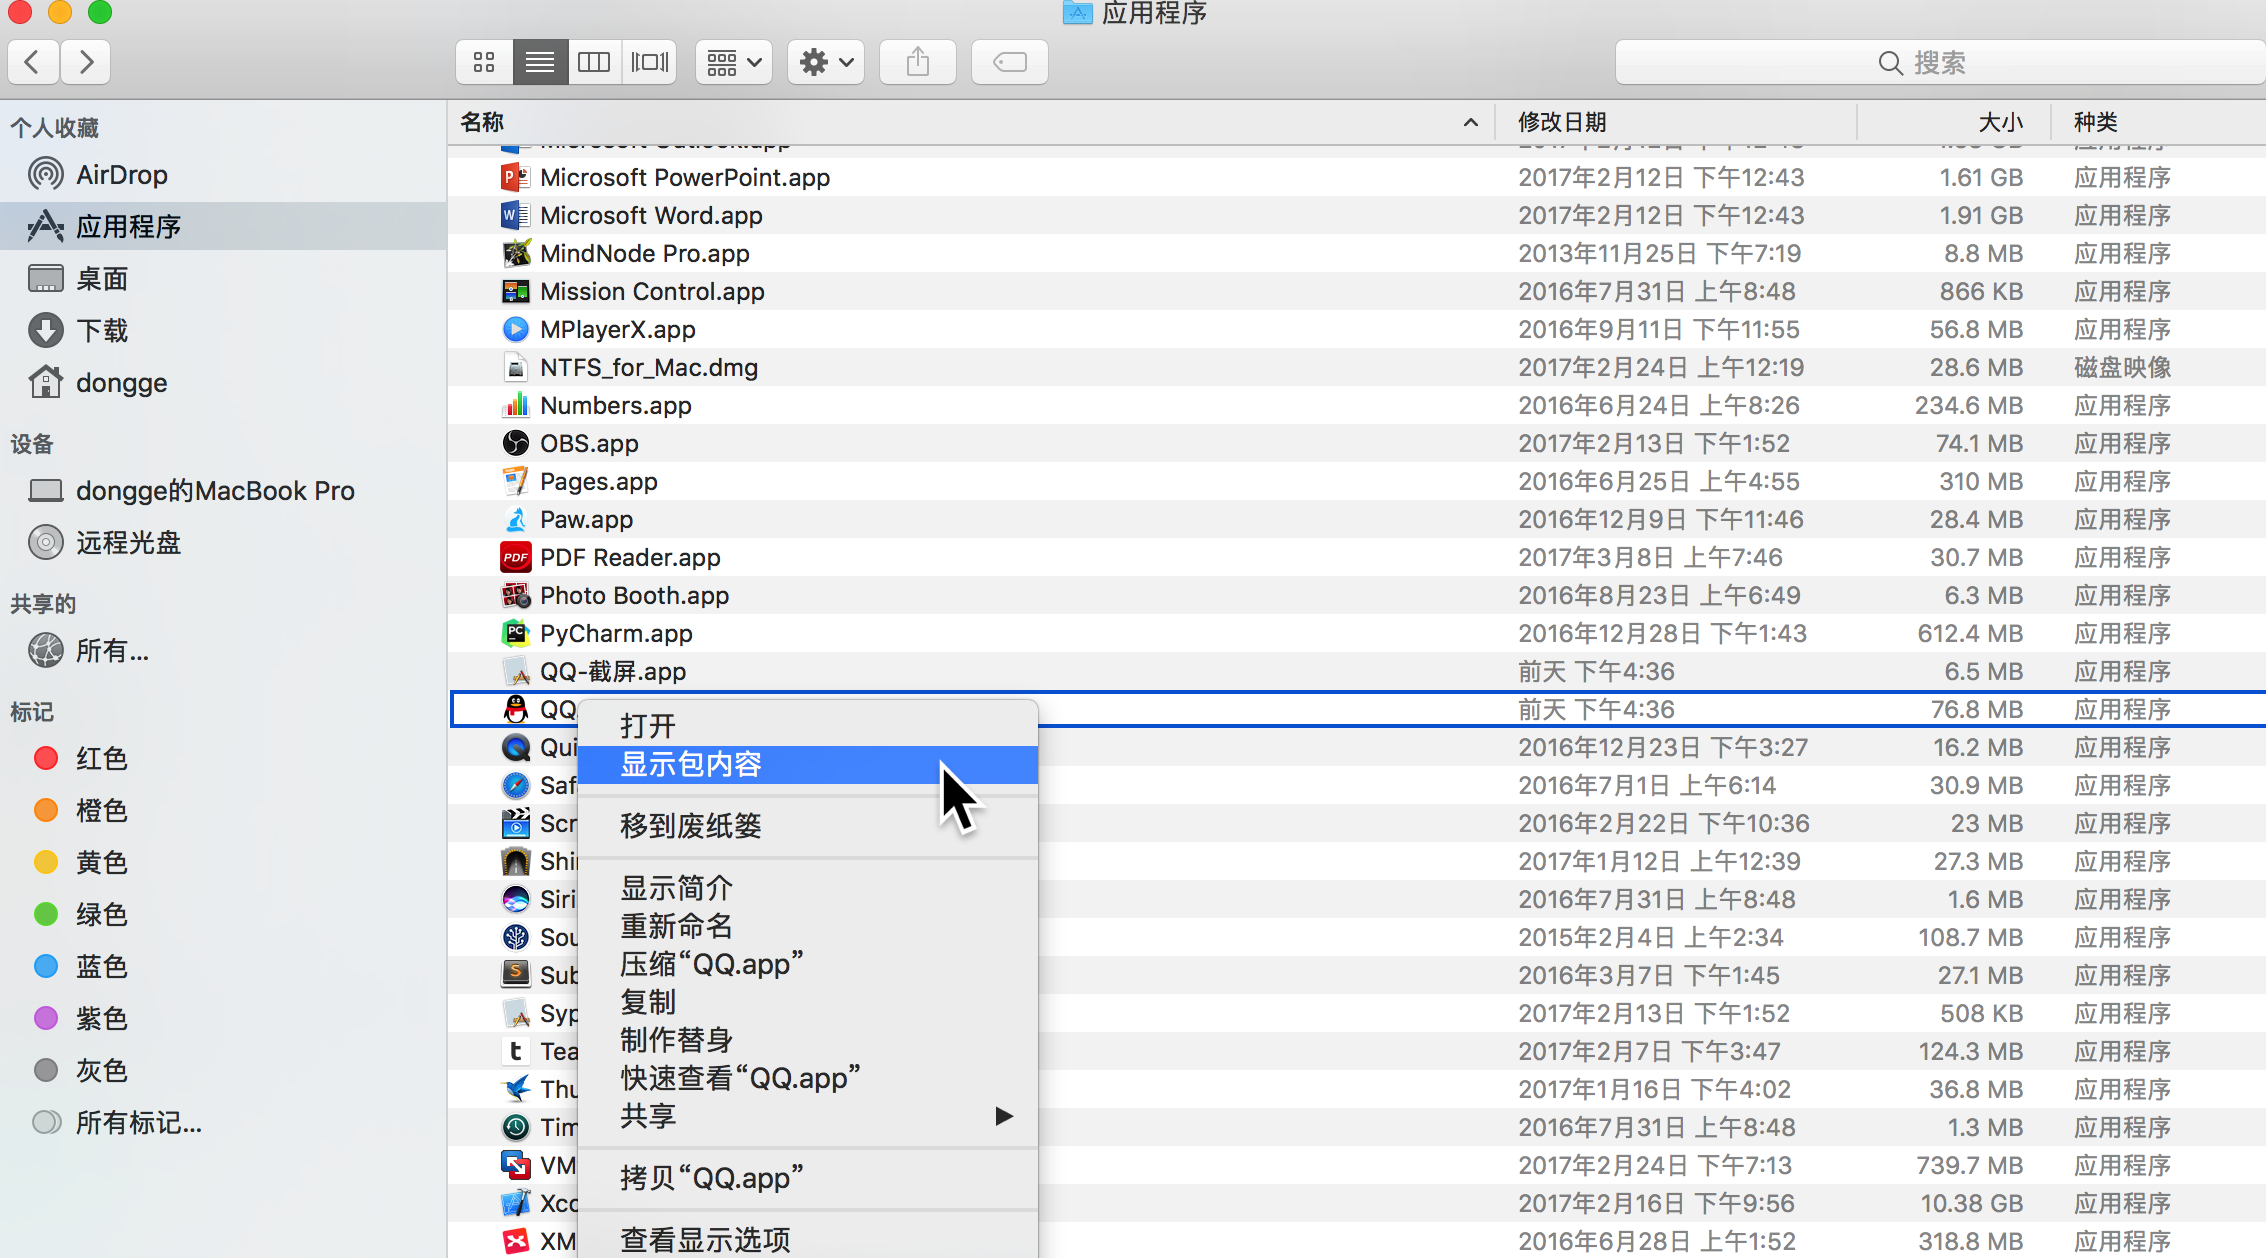 应用程序
搜索
个人收藏
AirDrop
应用程序
桌面
下载
dongge
设备
dongge的MacBook Pro
远程光盘
共享的
所有...
标记
红色
橙色
黄色
绿色
蓝色
紫色
灰色
所有标记...
名称 修改日期 大小 种类
Microsoft PowerPoint.app 2017年2月12日 下午12:43 1.61 GB 应用程序
Microsoft Word.app 2017年2月12日 下午12:43 1.91 GB 应用程序
MindNode Pro.app 2013年11月25日 下午7:19 8.8 MB 应用程序
Mission Control.app 2016年7月31日 上午8:48 866 KB 应用程序
MPlayerX.app 2016年9月11日 下午11:55 56.8 MB 应用程序
NTFS_for_Mac.dmg 2017年2月24日 上午12:19 28.6 MB 磁盘映像
Numbers.app 2016年6月24日 上午8:26 234.6 MB 应用程序
OBS.app 2017年2月13日 下午1:52 74.1 MB 应用程序
Pages.app 2016年6月25日 上午4:55 310 MB 应用程序
Paw.app 2016年12月9日 下午11:46 28.4 MB 应用程序
PDF Reader.app 2017年3月8日 上午7:46 30.7 MB 应用程序
Photo Booth.app 2016年8月23日 上午6:49 6.3 MB 应用程序
PyCharm.app 2016年12月28日 下午1:43 612.4 MB 应用程序
QQ-截屏.app 前天 下午4:36 6.5 MB 应用程序
QQ 前天 下午4:36 76.8 MB 应用程序
Qui 2016年12月23日 下午3:27 16.2 MB 应用程序
Saf 2016年7月1日 上午6:14 30.9 MB 应用程序
Scr 2016年2月22日 下午10:36 23 MB 应用程序
Shi 2017年1月12日 上午12:39 27.3 MB 应用程序
Siri 2016年7月31日 上午8:48 1.6 MB 应用程序
Sou 2015年2月4日 上午2:34 108.7 MB 应用程序
Sub 2016年3月7日 下午1:45 27.1 MB 应用程序
Syp 2017年2月13日 下午1:52 508 KB 应用程序
Tea 2017年2月7日 下午3:47 124.3 MB 应用程序
Thu 2017年1月16日 下午4:02 36.8 MB 应用程序
Tim 2016年7月31日 上午8:48 1.3 MB 应用程序
VM 2017年2月24日 下午7:13 739.7 MB 应用程序
Xco 2017年2月16日 下午9:56 10.38 GB 应用程序
XM 2016年6月28日 上午1:52 318.8 MB 应用程序
打开
显示包内容
移到废纸篓
显示简介
重新命名
压缩“QQ.app”
复制
制作替身
快速查看“QQ.app”
共享
拷贝“QQ.app”
查看显示选项